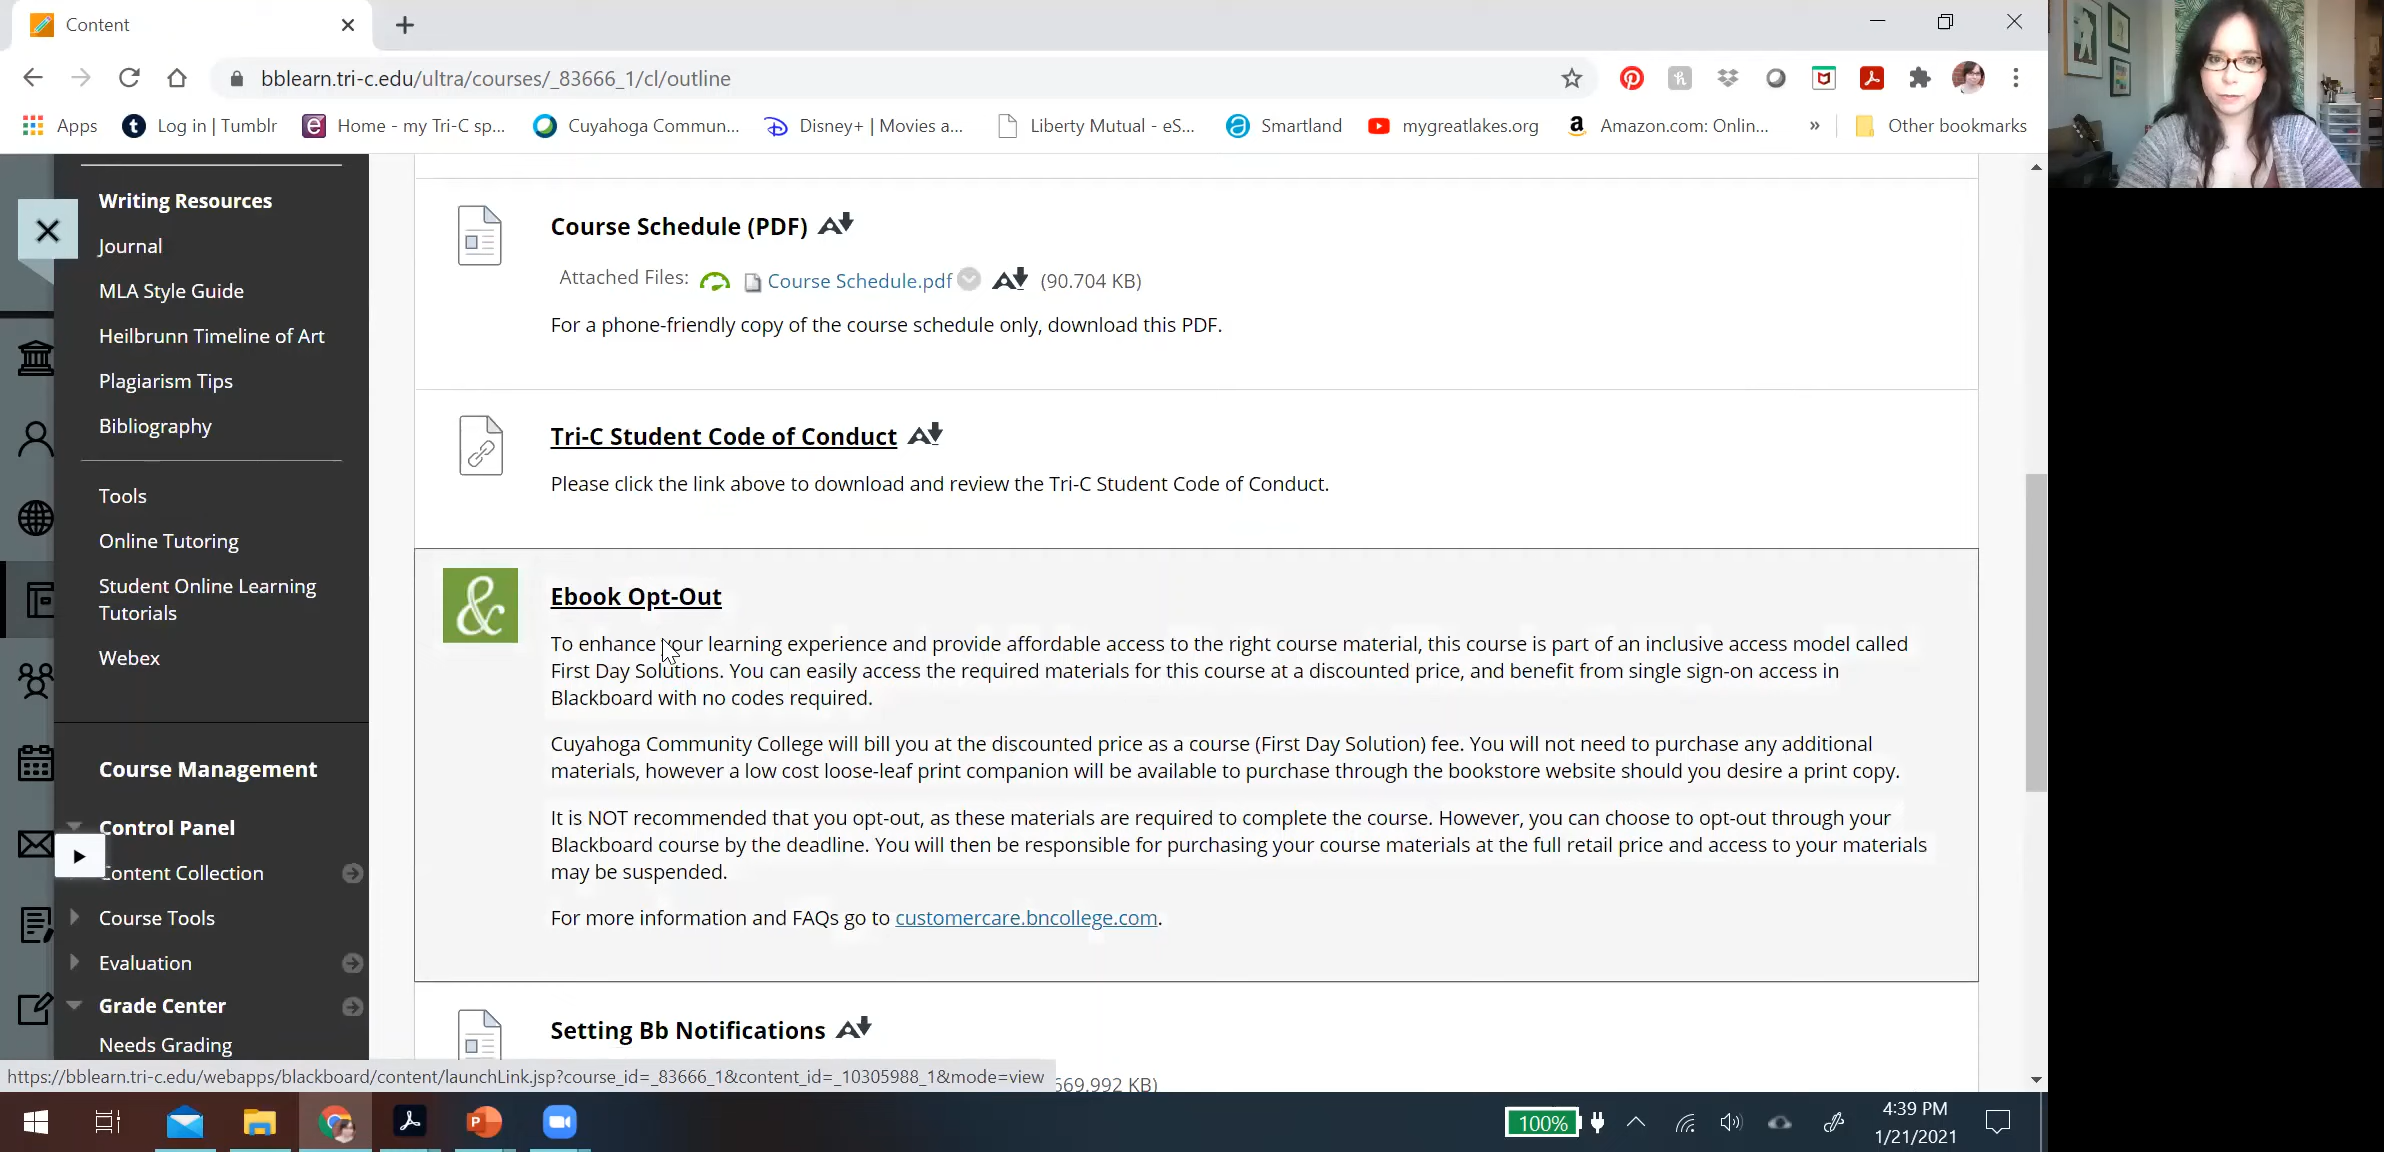 Content
bblearn.tri-c.edu/ultra/courses/_83666_1/cl/outline
Apps
Log in | Tumblr
Home - my Tri-C sp...
Cuyahoga Commun...
Disney+ | Movies a...
Liberty Mutual - eS...
Smartland
mygreatlakes.org
Amazon.com: Onlin...
»
Other bookmarks
Writing Resources
Journal
MLA Style Guide
Heilbrunn Timeline of Art
Plagiarism Tips
Bibliography
Tools
Online Tutoring
Student Online Learning
Tutorials
Webex
Course Management
Control Panel
Content Collection
Course Tools
Evaluation
Grade Center
Needs Grading
Course Schedule (PDF)
Attached Files: Course Schedule.pdf (90.704 KB)
For a phone-friendly copy of the course schedule only, download this PDF.
Tri-C Student Code of Conduct
Please click the link above to download and review the Tri-C Student Code of Conduct.
&
Ebook Opt-Out
To enhance your learning experience and provide affordable access to the right course material, this course is part of an inclusive access model called
First Day Solutions. You can easily access the required materials for this course at a discounted price, and benefit from single sign-on access in
Blackboard with no codes required.
Cuyahoga Community College will bill you at the discounted price as a course (First Day Solution) fee. You will not need to purchase any additional
materials, however a low cost loose-leaf print companion will be available to purchase through the bookstore website should you desire a print copy.
It is NOT recommended that you opt-out, as these materials are required to complete the course. However, you can choose to opt-out through your
Blackboard course by the deadline. You will then be responsible for purchasing your course materials at the full retail price and access to your materials
may be suspended.
For more information and FAQs go to customercare.bncollege.com.
Setting Bb Notifications
669.992 KB)
https://bblearn.tri-c.edu/webapps/blackboard/content/launchLink.jsp?course_id=_83666_1&content_id=_10305988_1&mode=view
100%
4:39 PM
1/21/2021